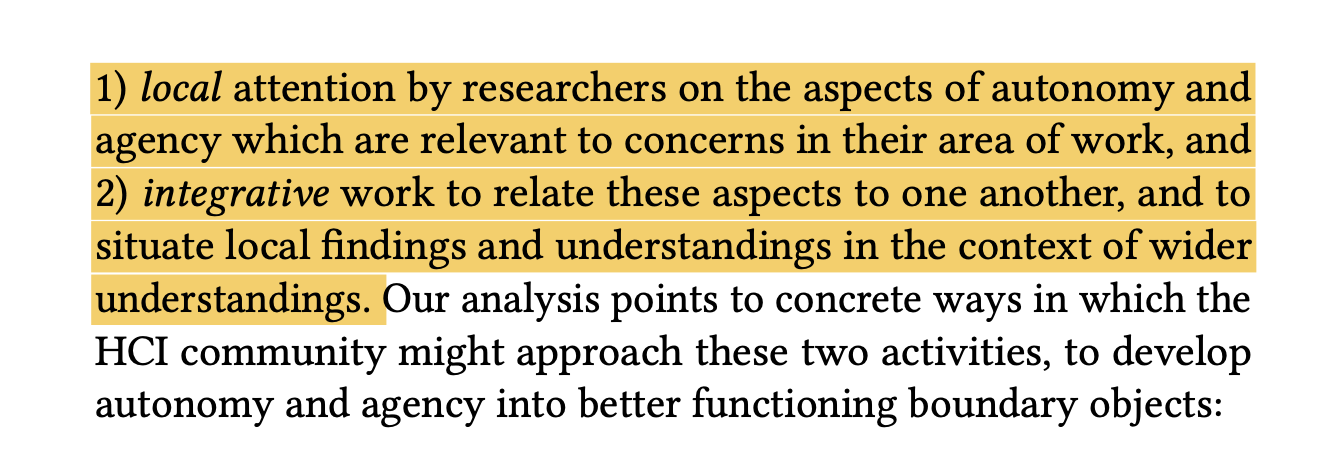 1) local attention by researchers on the aspects of autonomy and
agency which are relevant to concerns in their area of work, and
2) integrative work to relate these aspects to one another, and to
situate local findings and understandings in the context of wider
understandings. Our analysis points to concrete ways in which the
HCI community might approach these two activities, to develop
autonomy and agency into better functioning boundary objects: